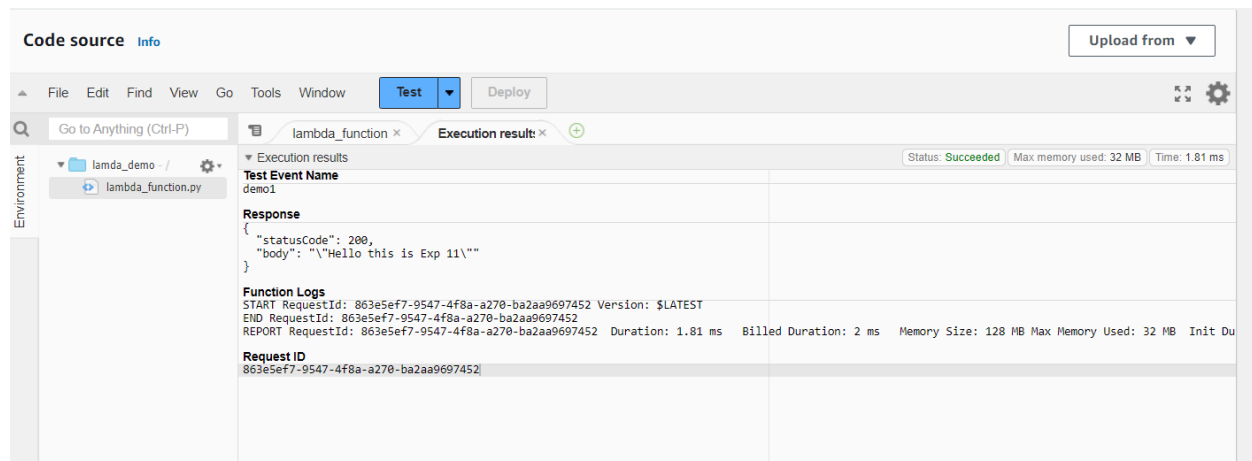 Code source Info
Upload from
File Edit Find View Go Tools Window Test Deploy
Go to Anything (Ctrl-P)
lambda_function × Execution results ×
Environment
lamda_demo - /
lambda_function.py
Execution results
Status: Succeeded Max memory used: 32 MB Time: 1.81 ms
Test Event Name
demo1
Response
{
"statusCode": 200,
"body": "\"Hello this is Exp 11\""
}
Function Logs
START RequestId: 863e5ef7-9547-4f8a-a270-ba2aa9697452 Version: $LATEST
END RequestId: 863e5ef7-9547-4f8a-a270-ba2aa9697452
REPORT RequestId: 863e5ef7-9547-4f8a-a270-ba2aa9697452 Duration: 1.81 ms Billed Duration: 2 ms Memory Size: 128 MB Max Memory Used: 32 MB Init Du
Request ID
863e5ef7-9547-4f8a-a270-ba2aa9697452